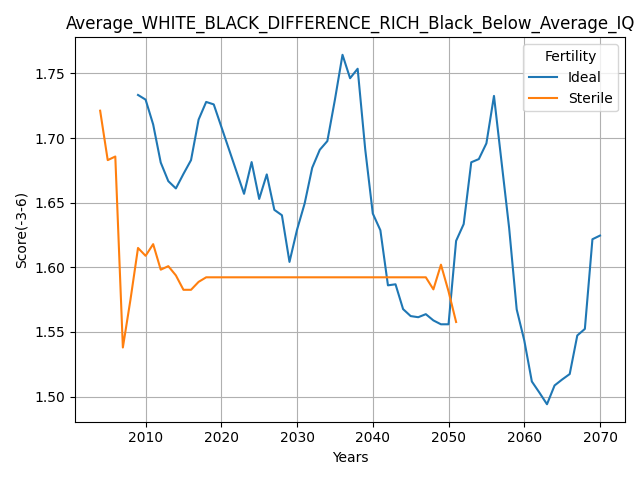 Average_WHITE_BLACK_DIFFERENCE_RICH_Black_Below_Average_IQ
Fertility
Ideal
Sterile
Score(-3-6)
1.75
1.70
1.65
1.60
1.55
1.50
2010 2020 2030 2040 2050 2060 2070
Years